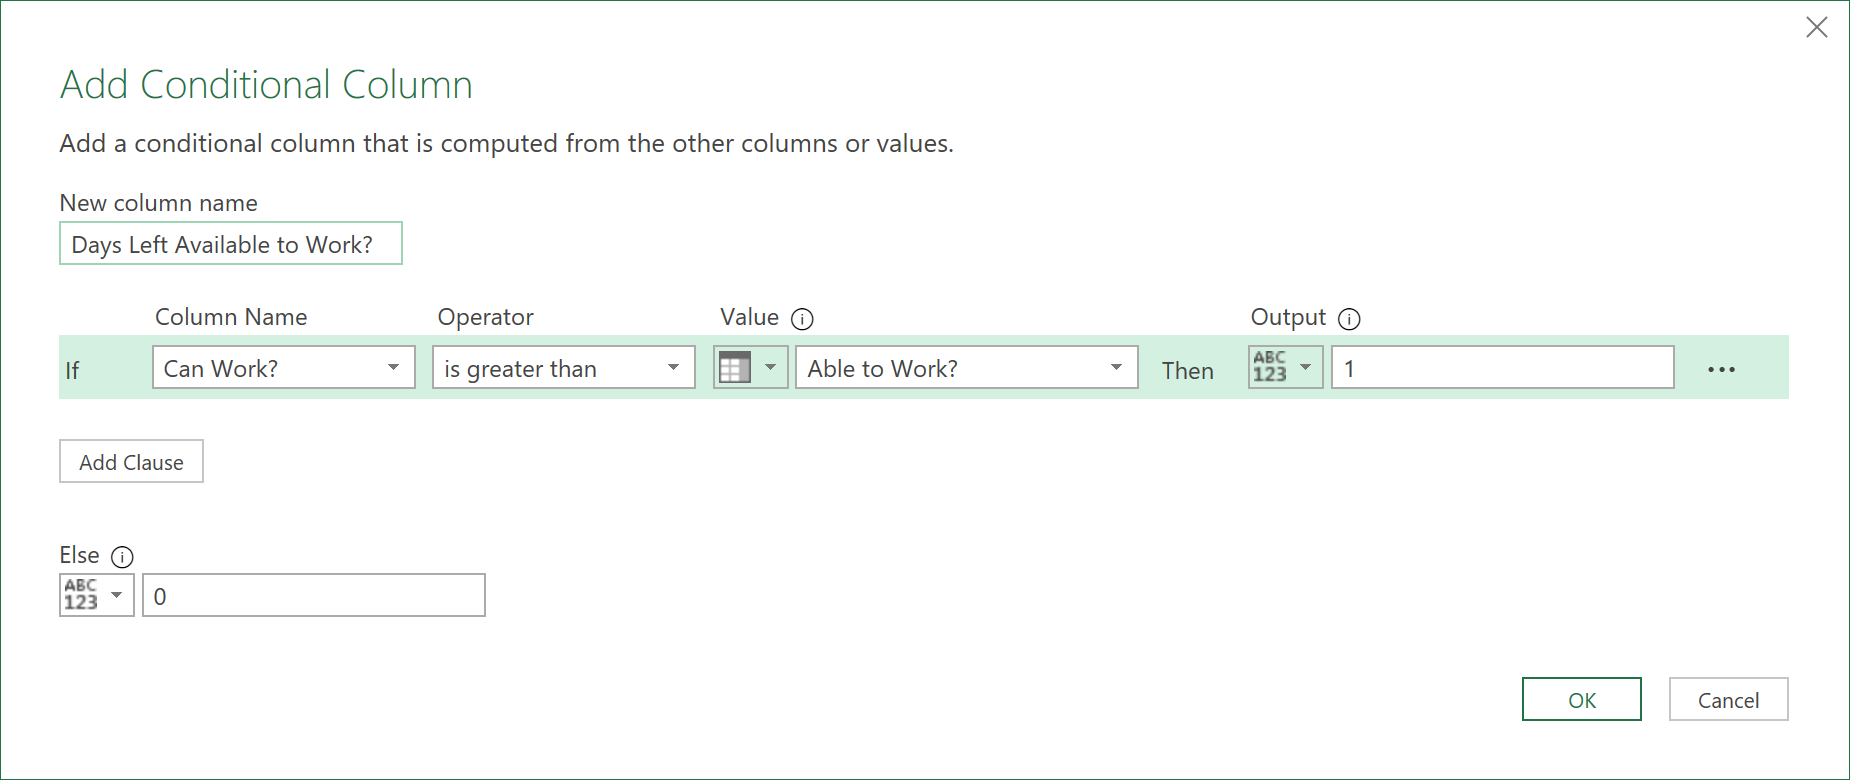 Add Conditional Column
Add a conditional column that is computed from the other columns or values.
New column name
Days Left Available to Work?
Column Name Operator Value Output
If Can Work? is greater than Able to Work? Then ABC 123 1 ...
Add Clause
Else
ABC 123 0
OK Cancel